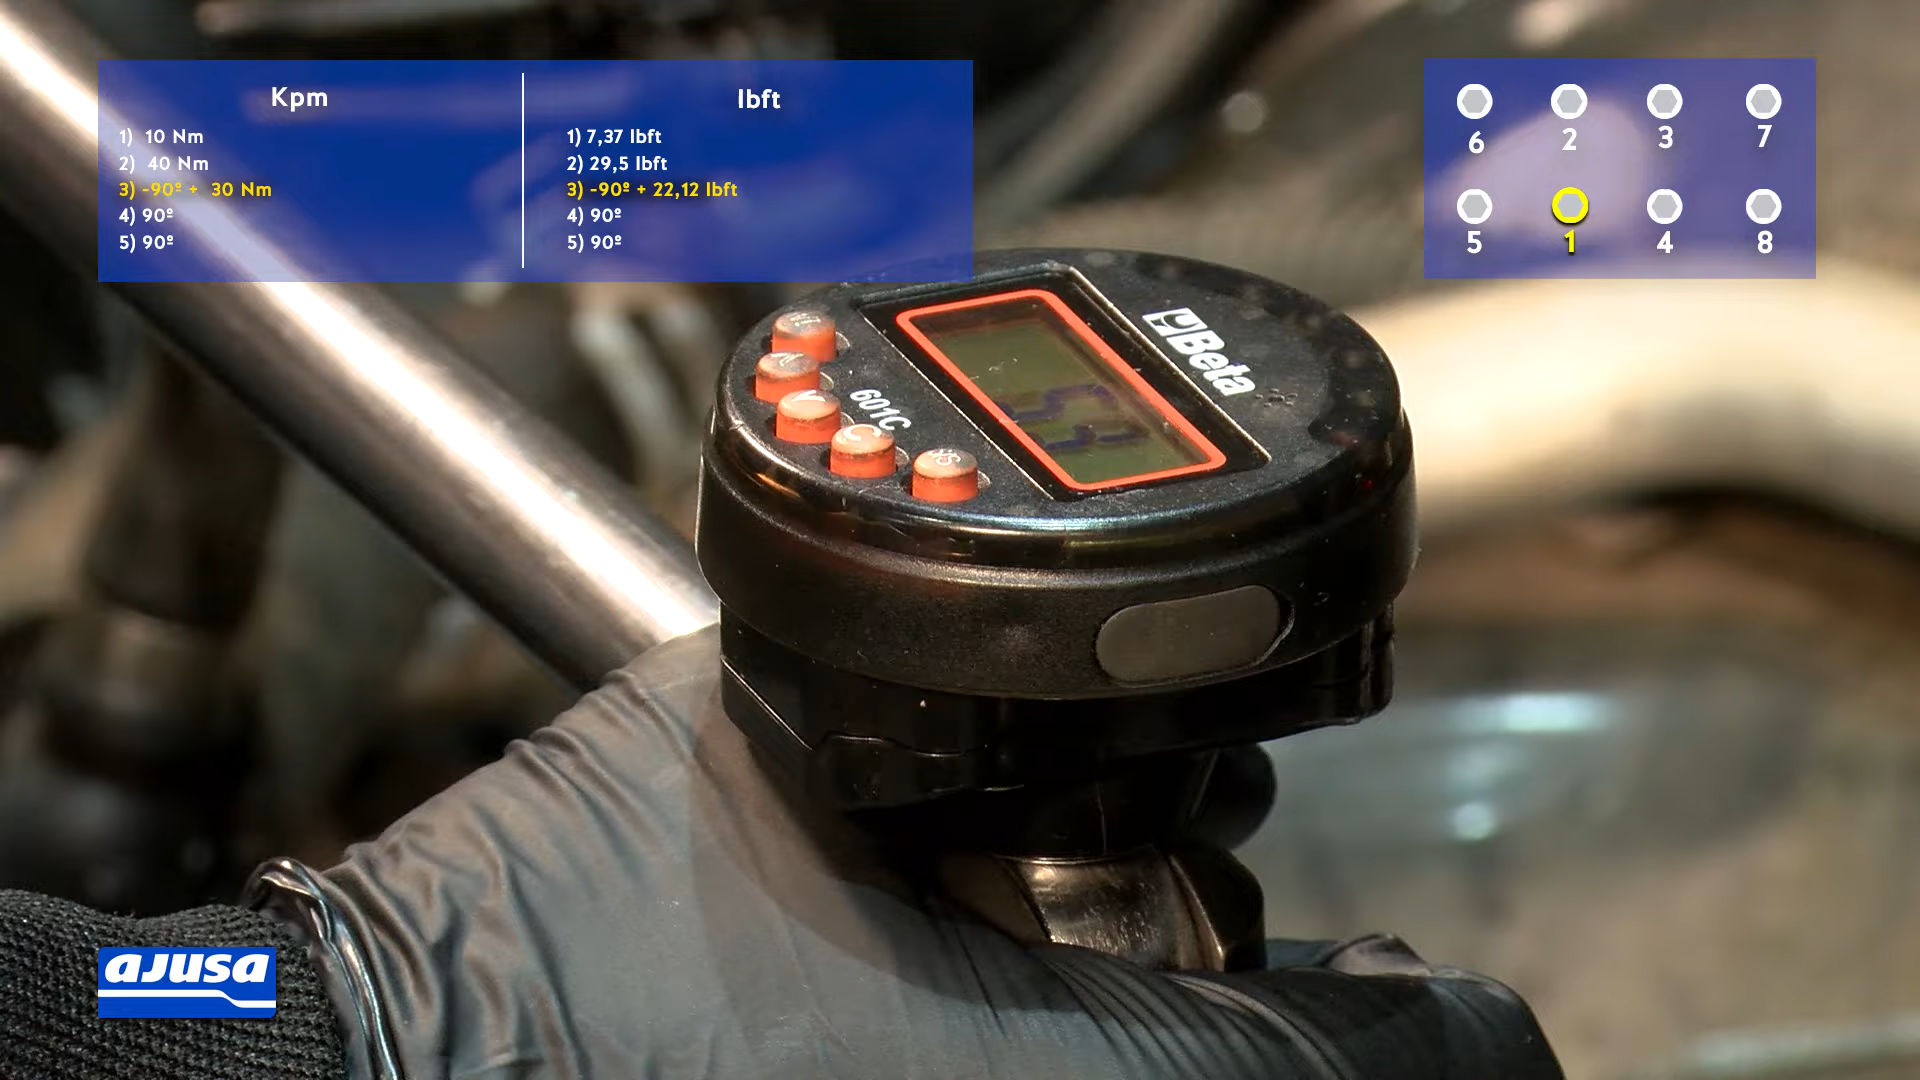 Kpm
1) 10 Nm
2) 40 Nm
3) -90º + 30 Nm
4) 90º
5) 90º
lbft
1) 7,37 lbft
2) 29,5 lbft
3) -90º + 22,12 lbft
4) 90º
5) 90º
6 2 3 7
5 1 4 8
Beta
601C
C
ajusa